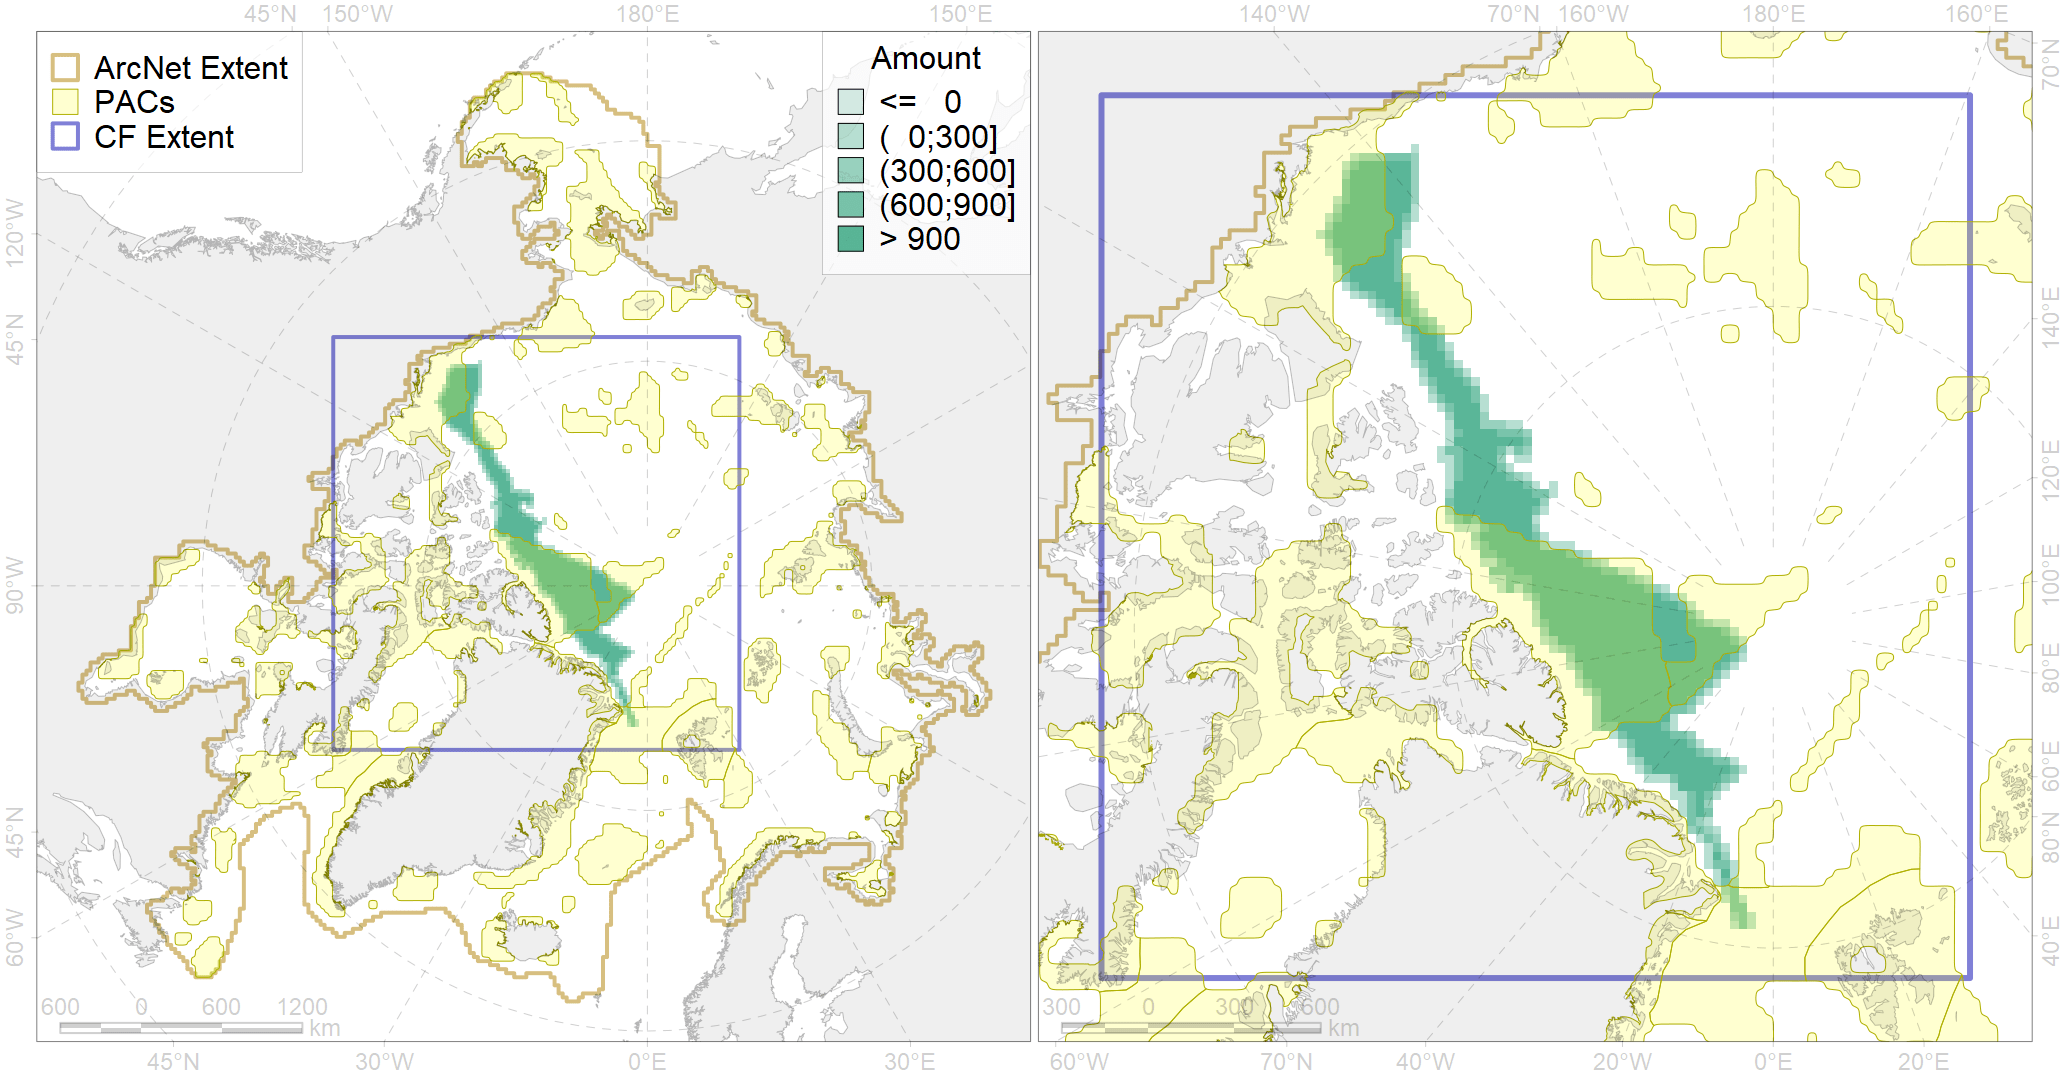 45°N 150°W 180°E 150°E 140°W 70°N 160°W 180°E 160°E
ArcNet Extent
PACs
CF Extent
Amount
<= 0
( 0;300]
(300;600]
(600;900]
> 900
120°W
45°N
90°W
45°N
60°W
70°N
140°E
120°E
100°E
80°E
60°E
80°N
40°E
600 0 600 1200
km
300 0 300 600
km
45°N 30°W 0°E 30°E 60°W 70°N 40°W 20°W 0°E 20°E